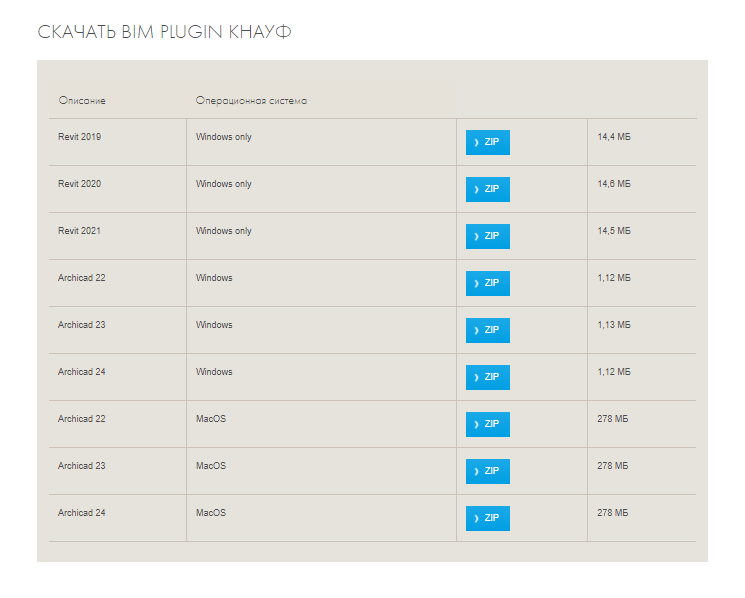 СКАЧАТЬ BIM PLUGIN КНАУФ
Описание Операционная система
Revit 2019 Windows only ZIP 14,4 МБ
Revit 2020 Windows only ZIP 14,6 МБ
Revit 2021 Windows only ZIP 14,5 МБ
Archicad 22 Windows ZIP 1,12 МБ
Archicad 23 Windows ZIP 1,13 МБ
Archicad 24 Windows ZIP 1,12 МБ
Archicad 22 MacOS ZIP 278 МБ
Archicad 23 MacOS ZIP 278 МБ
Archicad 24 MacOS ZIP 278 МБ